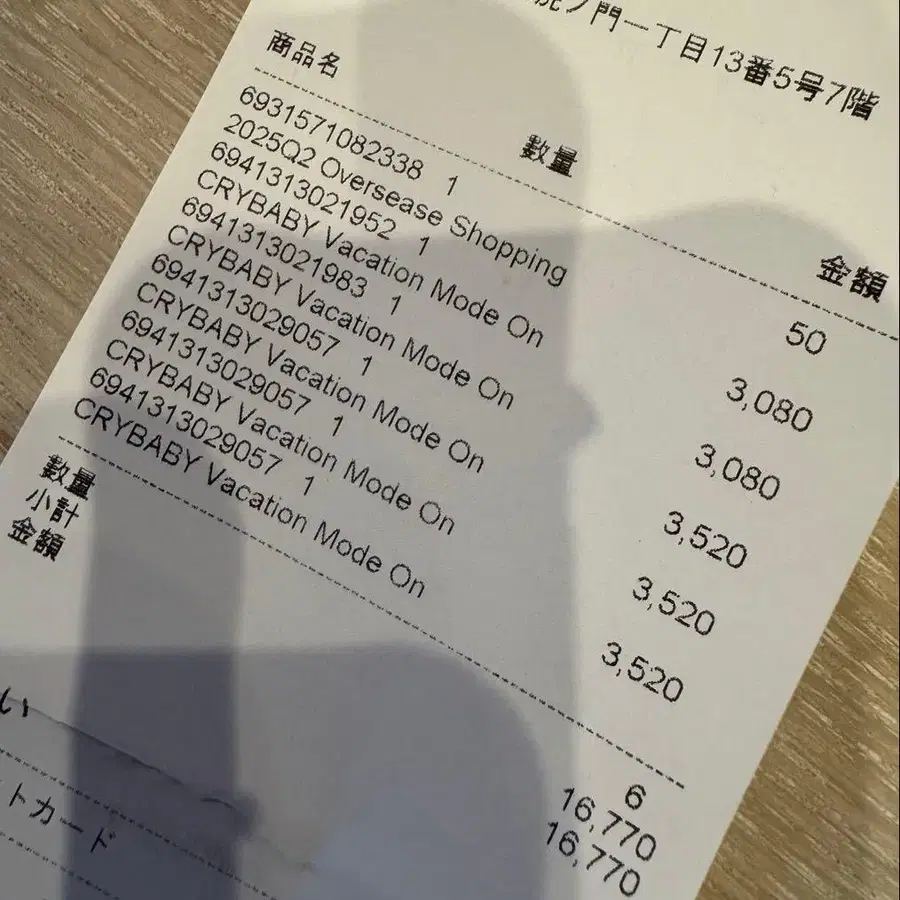 ノ門一丁目13番5号7階
商品名 数量 金額
6931571082338 1 50
2025Q2 Oversease Shopping
6941313021952 1 3,080
CRYBABY Vacation Mode On
6941313021983 1 3,080
CRYBABY Vacation Mode On
6941313029057 1 3,520
CRYBABY Vacation Mode On
6941313029057 1 3,520
CRYBABY Vacation Mode On
6941313029057 1 3,520
CRYBABY Vacation Mode On
数量 6
小計 16,770
金額 16,770
い
トカード